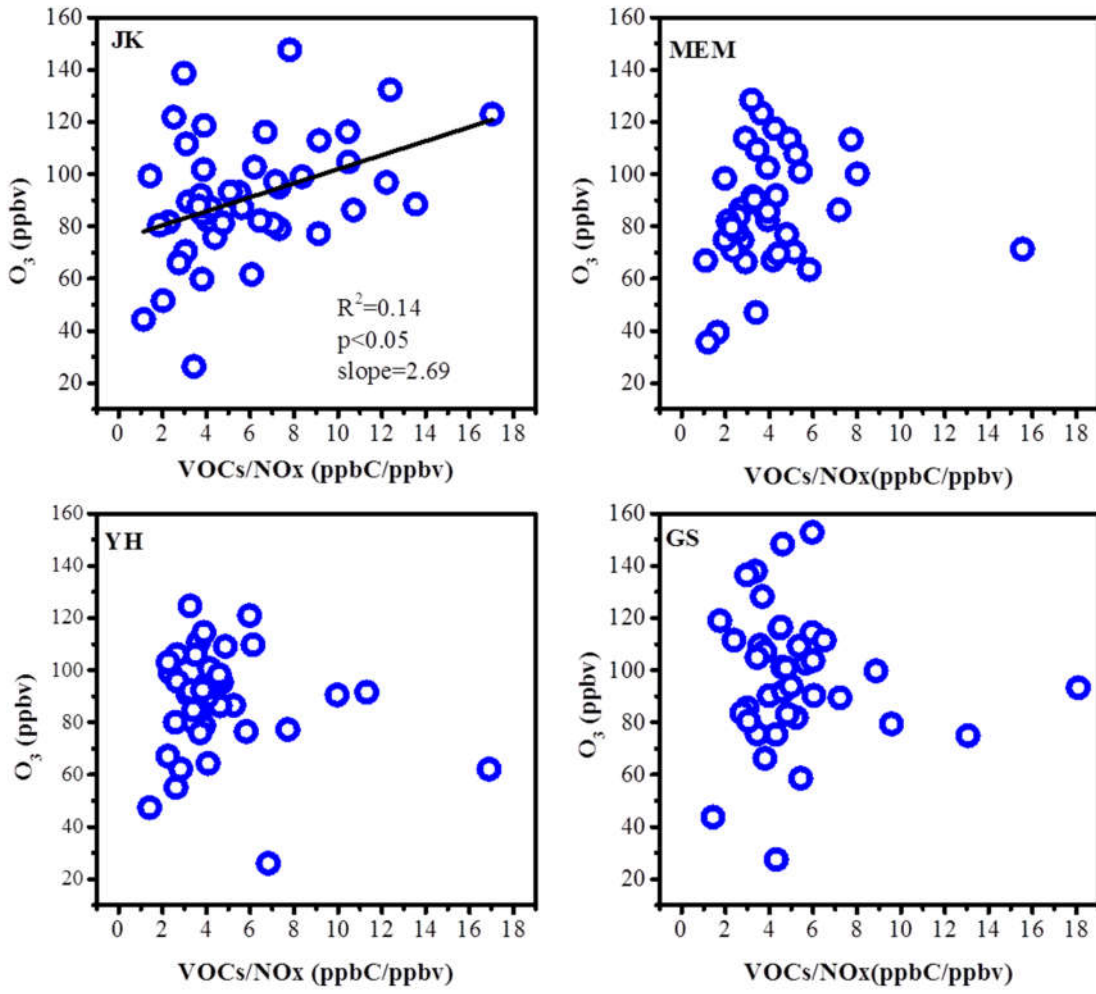 JK
O3 (ppbv)
160
140
120
100
80
60
40
20
R2=0.14
p<0.05
slope=2.69
0 2 4 6 8 10 12 14 16 18
VOCs/NOx (ppbC/ppbv)
MEM
O3 (ppbv)
160
140
120
100
80
60
40
20
0 2 4 6 8 10 12 14 16 18
VOCs/NOx(ppbC/ppbv)
YH
O3 (ppbv)
160
140
120
100
80
60
40
20
0 2 4 6 8 10 12 14 16 18
VOCs/NOx (ppbC/ppbv)
GS
O3 (ppbv)
160
140
120
100
80
60
40
20
0 2 4 6 8 10 12 14 16 18
VOCs/NOx(ppbC/ppbv)